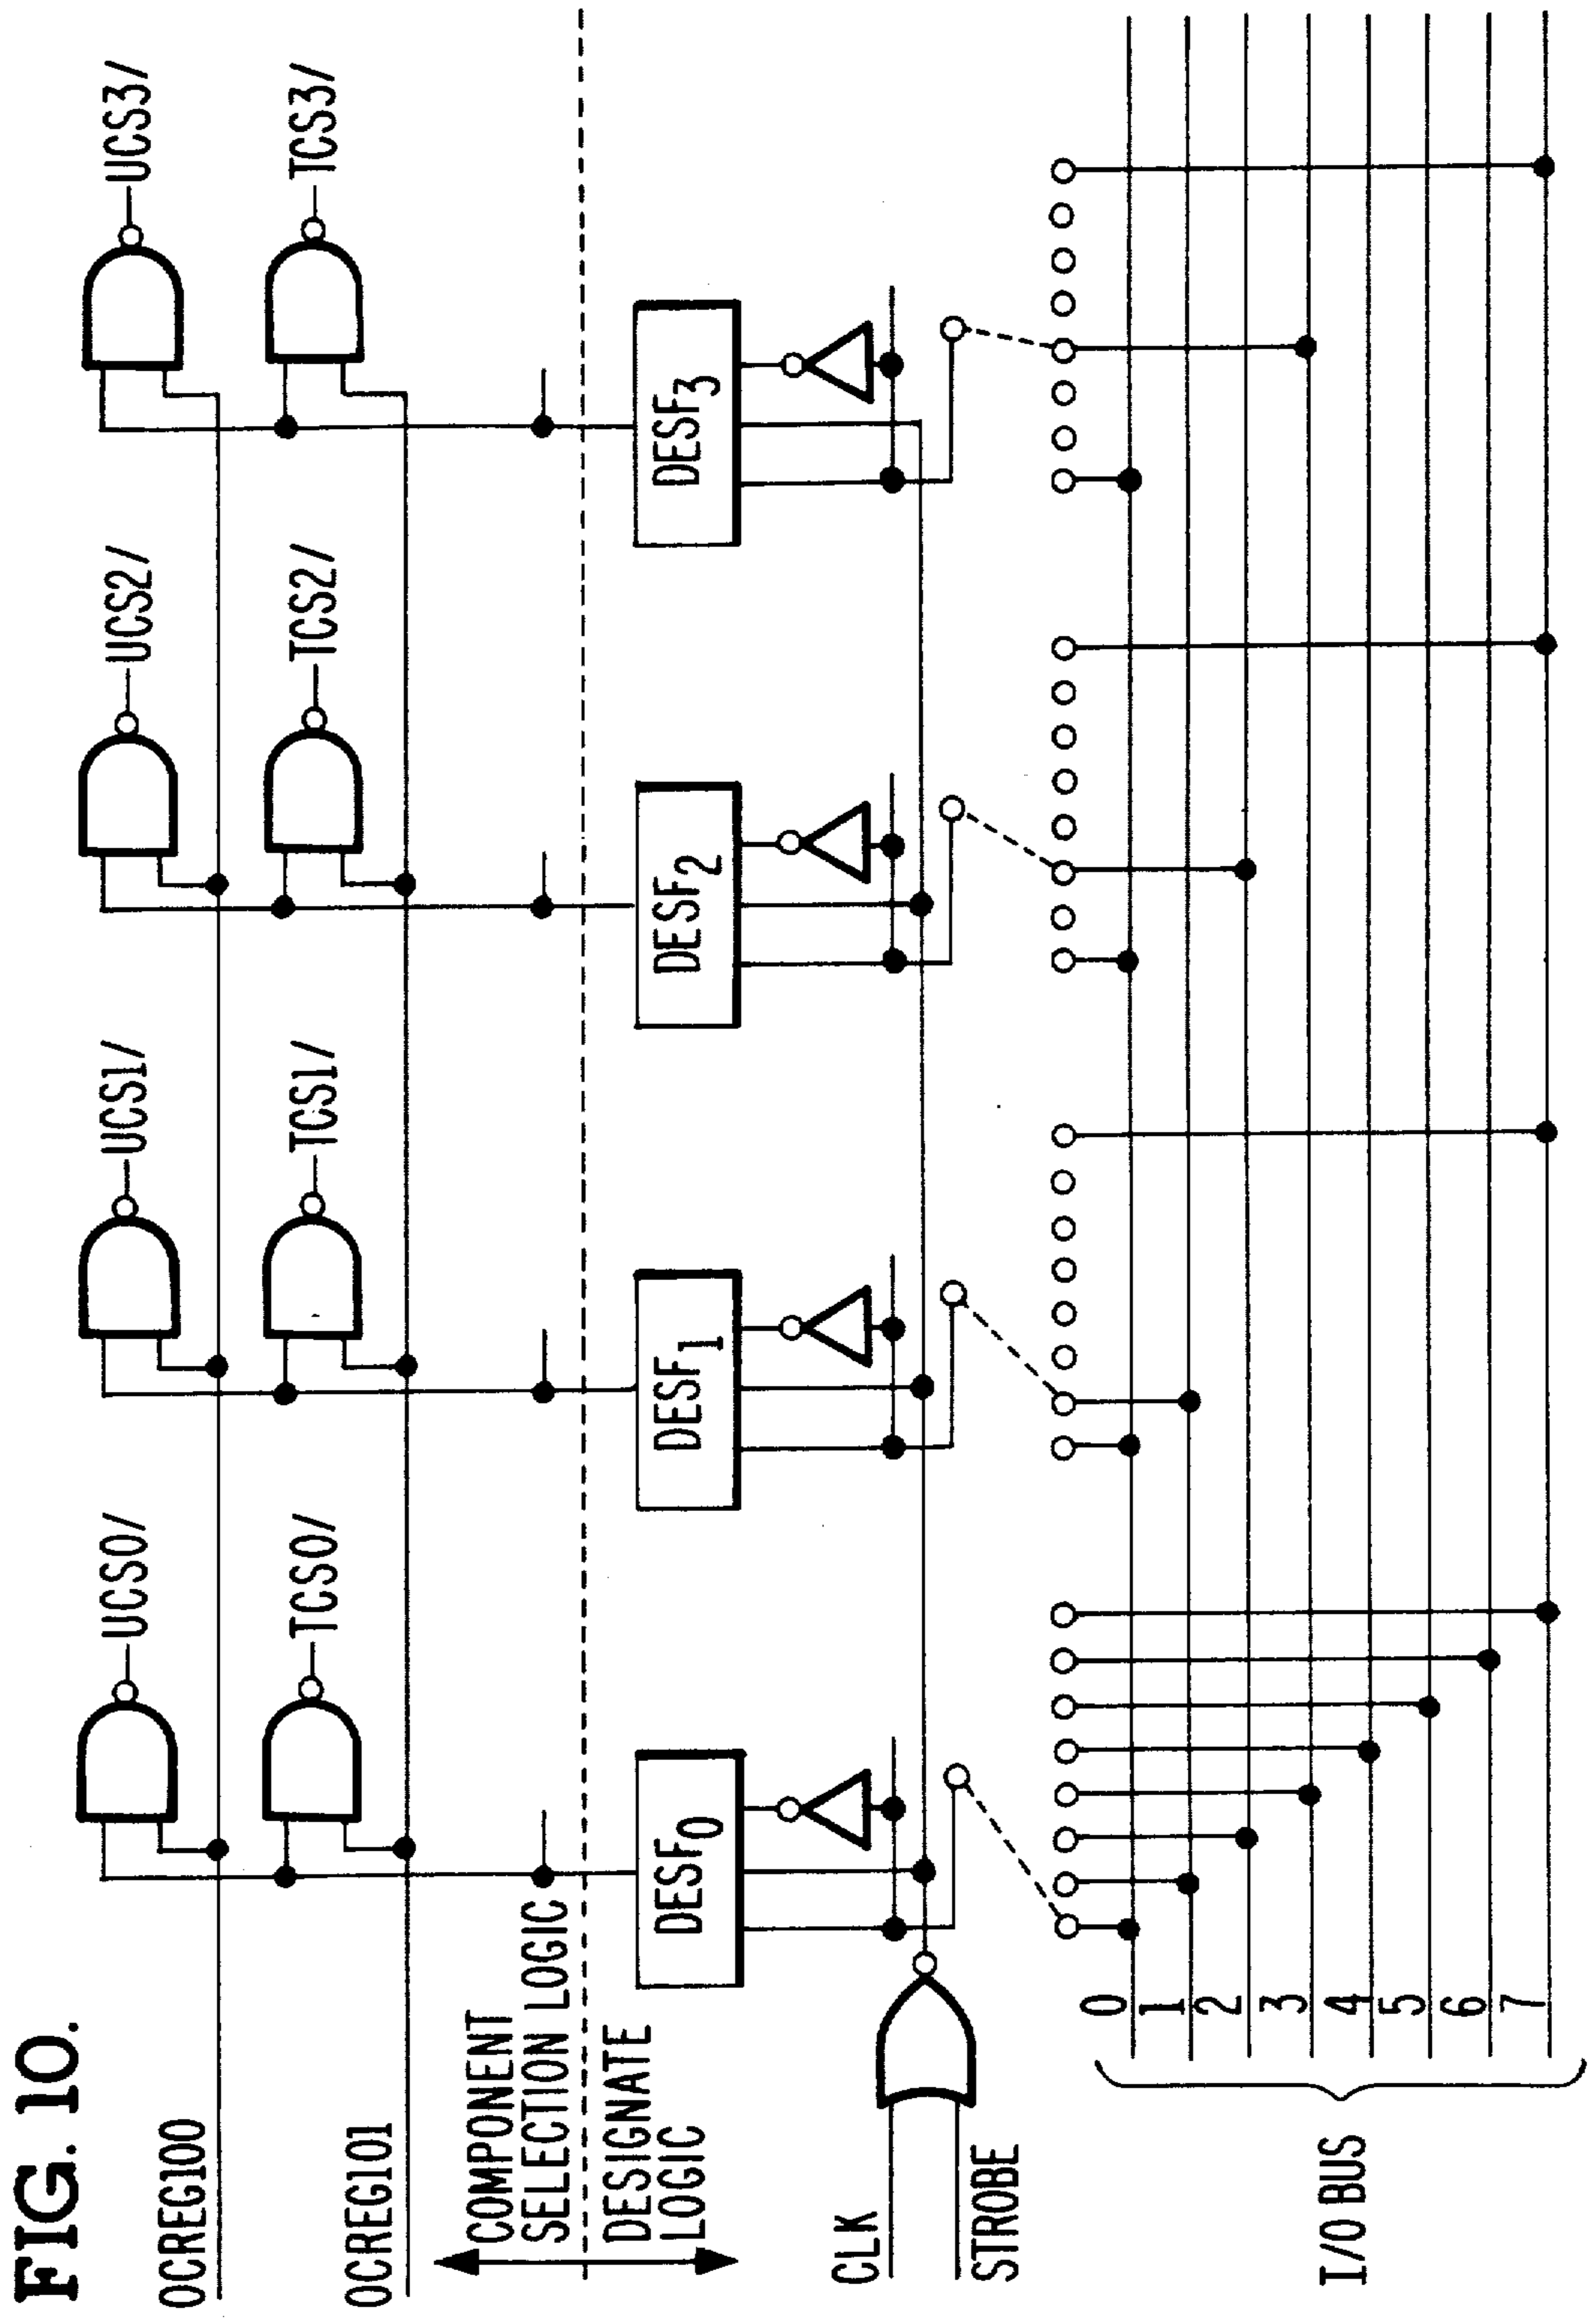 FIG. 10.
UCS0/
UCS1/
UCS2/
UCS3/
OCREG100
TCS0/
TCS1/
TCS2/
TCS3/
OCREG101
COMPONENT
SELECTION LOGIC
DESIGNATE
LOGIC
DESF0
DESF1
DESF2
DESF3
CLK
STROBE
0
1
2
3
4
5
6
7
I/O BUS